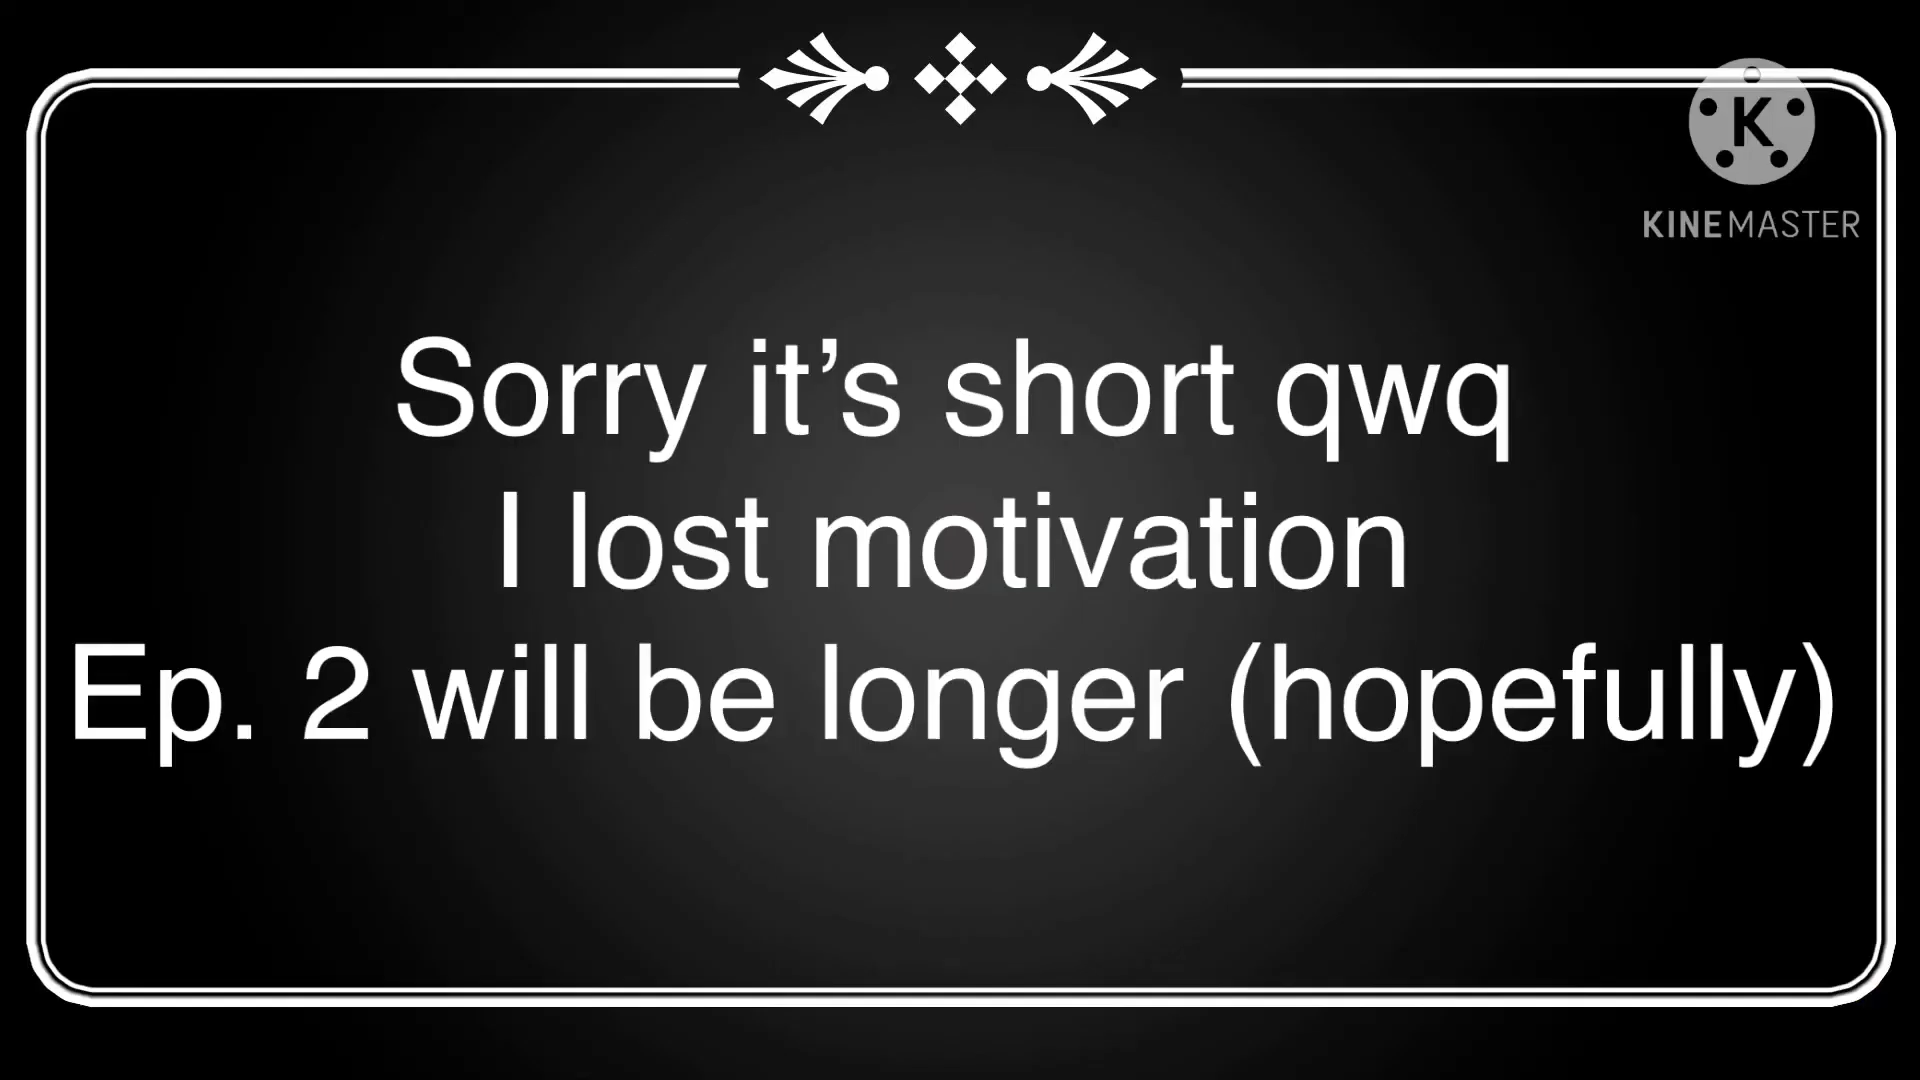 K
KINEMASTER
Sorry it’s short qwq
I lost motivation
Ep. 2 will be longer (hopefully)